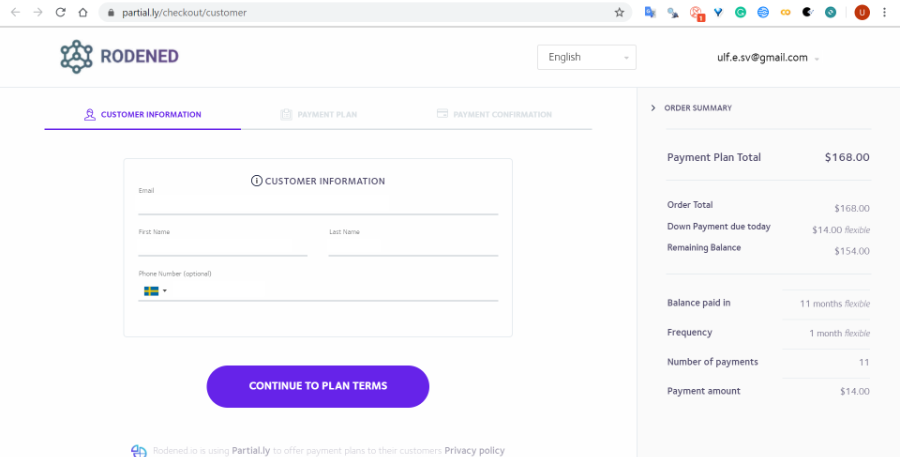 partial.ly/checkout/customer
1
U
RODENED
English
ulf.e.sv@gmail.com
CUSTOMER INFORMATION
PAYMENT PLAN
PAYMENT CONFIRMATION
CUSTOMER INFORMATION
Email
First Name Last Name
Phone Number (optional)
CONTINUE TO PLAN TERMS
Rodened.io is using Partial.ly to offer payment plans to their customers Privacy policy
ORDER SUMMARY
Payment Plan Total $168.00
Order Total $168.00
Down Payment due today $14.00 flexible
Remaining Balance $154.00
Balance paid in 11 months flexible
Frequency 1 month flexible
Number of payments 11
Payment amount $14.00